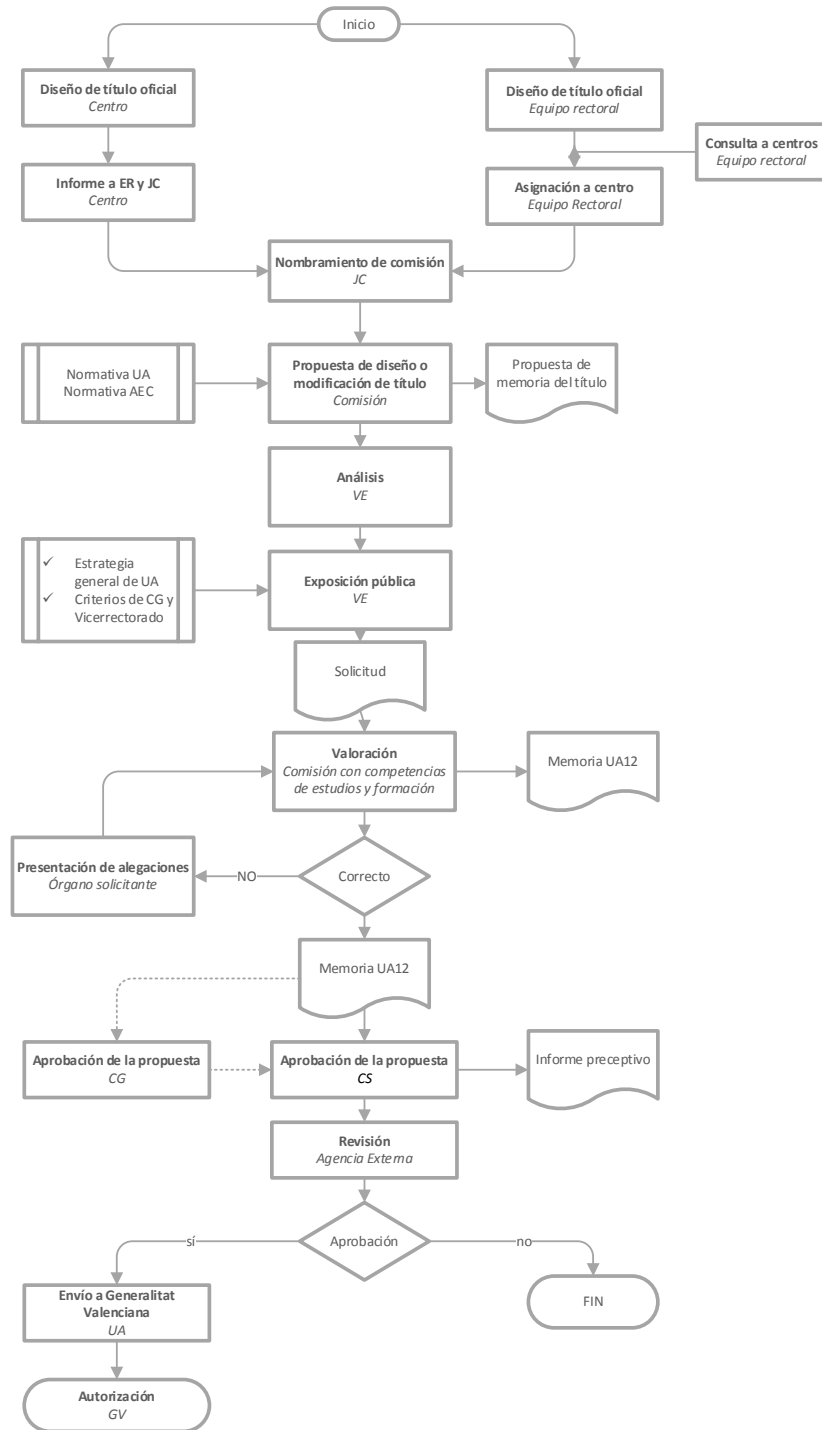 Inicio
Diseño de título oficial
Centro
Diseño de título oficial
Equipo rectoral
Consulta a centros
Equipo rectoral
Informe a ER y JC
Centro
Asignación a centro
Equipo Rectoral
Nombramiento de comisión
JC
Normativa UA
Normativa AEC
Propuesta de diseño o
modificación de título
Comisión
Propuesta de
memoria del título
Análisis
VE
✓ Estrategia
general de UA
✓ Criterios de CG y
Vicerrectorado
Exposición pública
VE
Solicitud
Valoración
Comisión con competencias
de estudios y formación
Memoria UA12
Presentación de alegaciones
Órgano solicitante
NO
Correcto
Memoria UA12
Aprobación de la propuesta
CG
Aprobación de la propuesta
CS
Informe preceptivo
Revisión
Agencia Externa
sí
Aprobación
no
Envío a Generalitat
Valenciana
UA
FIN
Autorización
GV